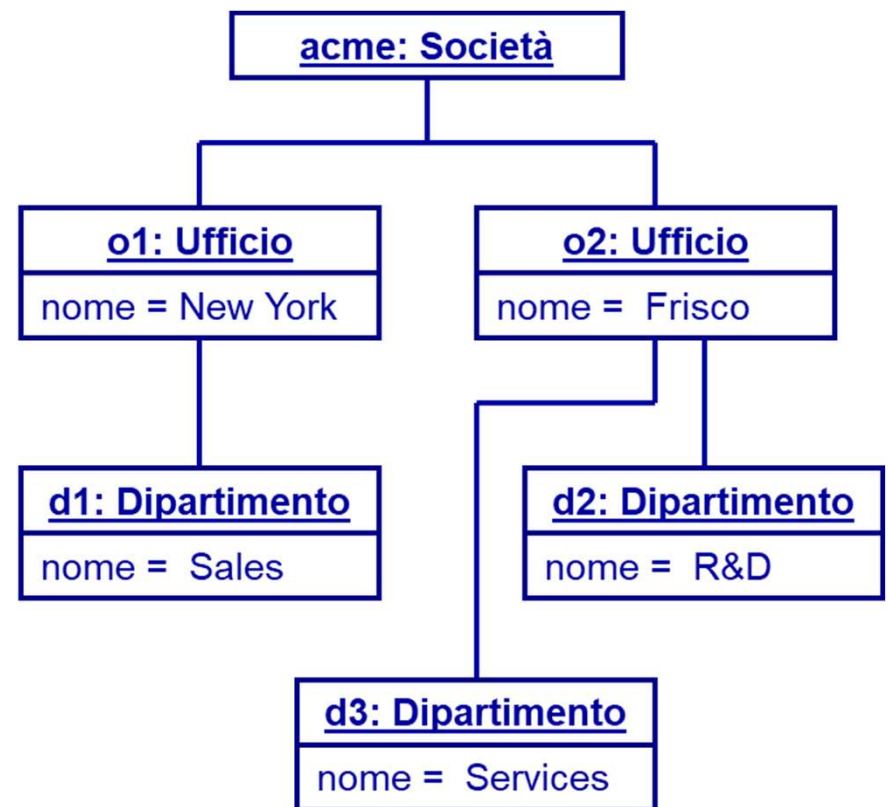 acme: Società
o1: Ufficio
nome = New York
o2: Ufficio
nome =  Frisco
d1: Dipartimento
nome =  Sales
d2: Dipartimento
nome =  R&D
d3: Dipartimento
nome =  Services